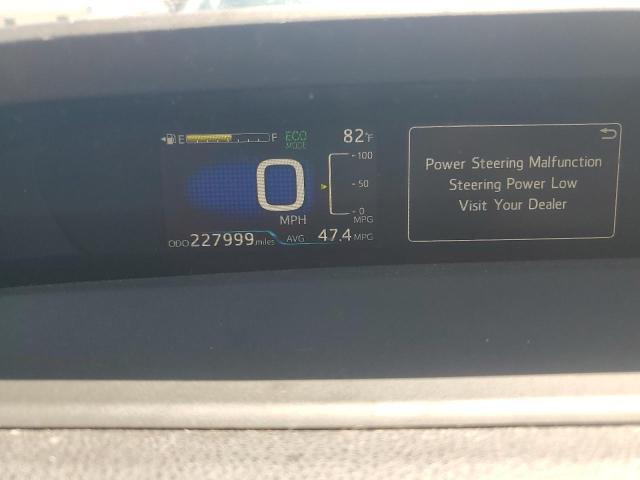 E F ECO
MODE
82°F
0
MPH
- 100
- 50
- 0
MPG
ODO 227999 miles AVG 47.4 MPG
Power Steering Malfunction
Steering Power Low
Visit Your Dealer